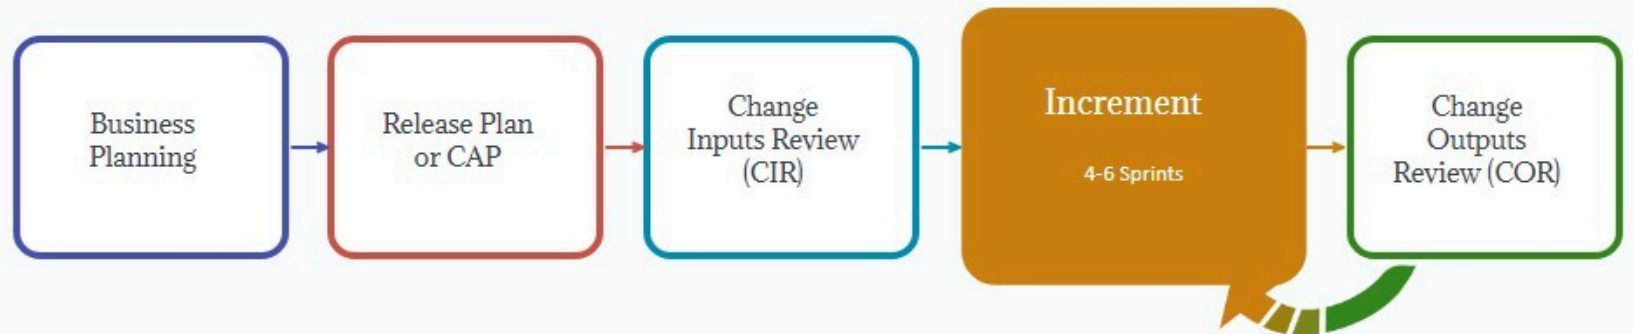 Business
Planning
Release Plan
or CAP
Change
Inputs Review
(CIR)
Increment
4-6 Sprints
Change
Outputs
Review (COR)